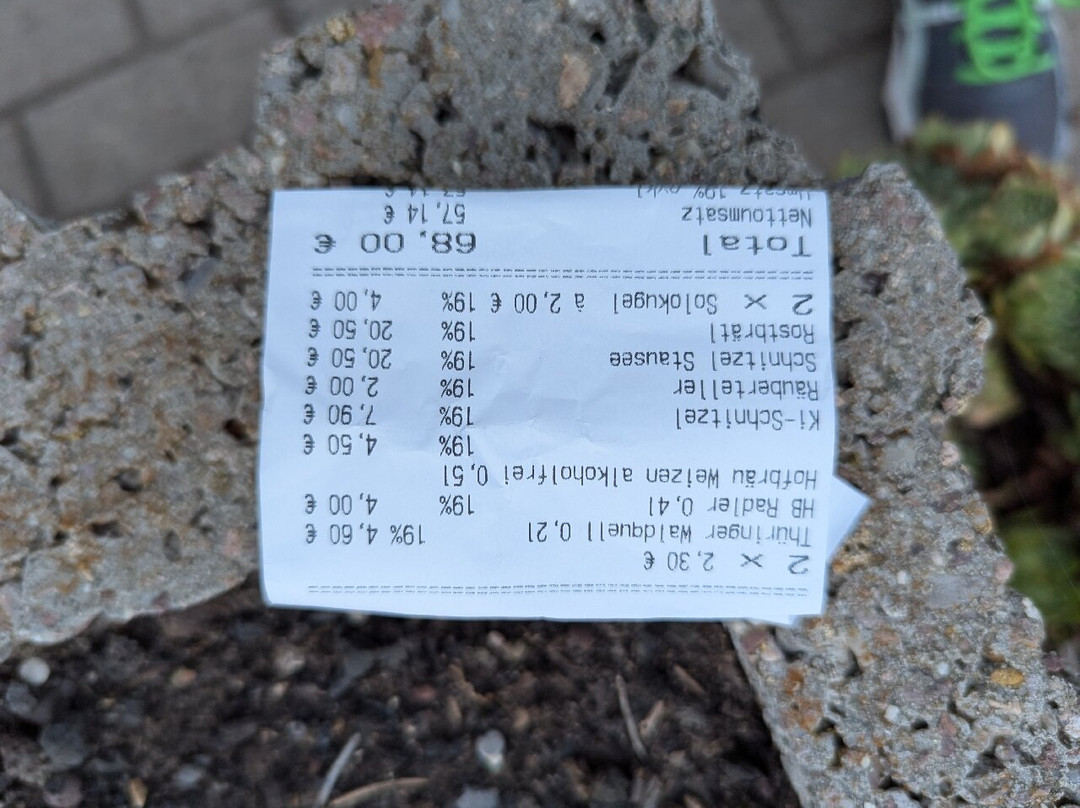 2 x 2,30 €
Thüringer Waldquell 0,2l 19% 4,60 €
HB Radler 0,4l 19% 4,00 €
Hofbräu Weizen alkoholfrei 0,5l
19% 4,50 €
Ki-Schnitzel 19% 7,90 €
Räuberteller 19% 2,00 €
Schnitzel Stausee 19% 20,50 €
Rostbrätl 19% 20,50 €
2 x Solokugel à 2,00 € 19% 4,00 €
Total 68,00 €
Nettoumsatz 57,14 €
Umsatz 19%